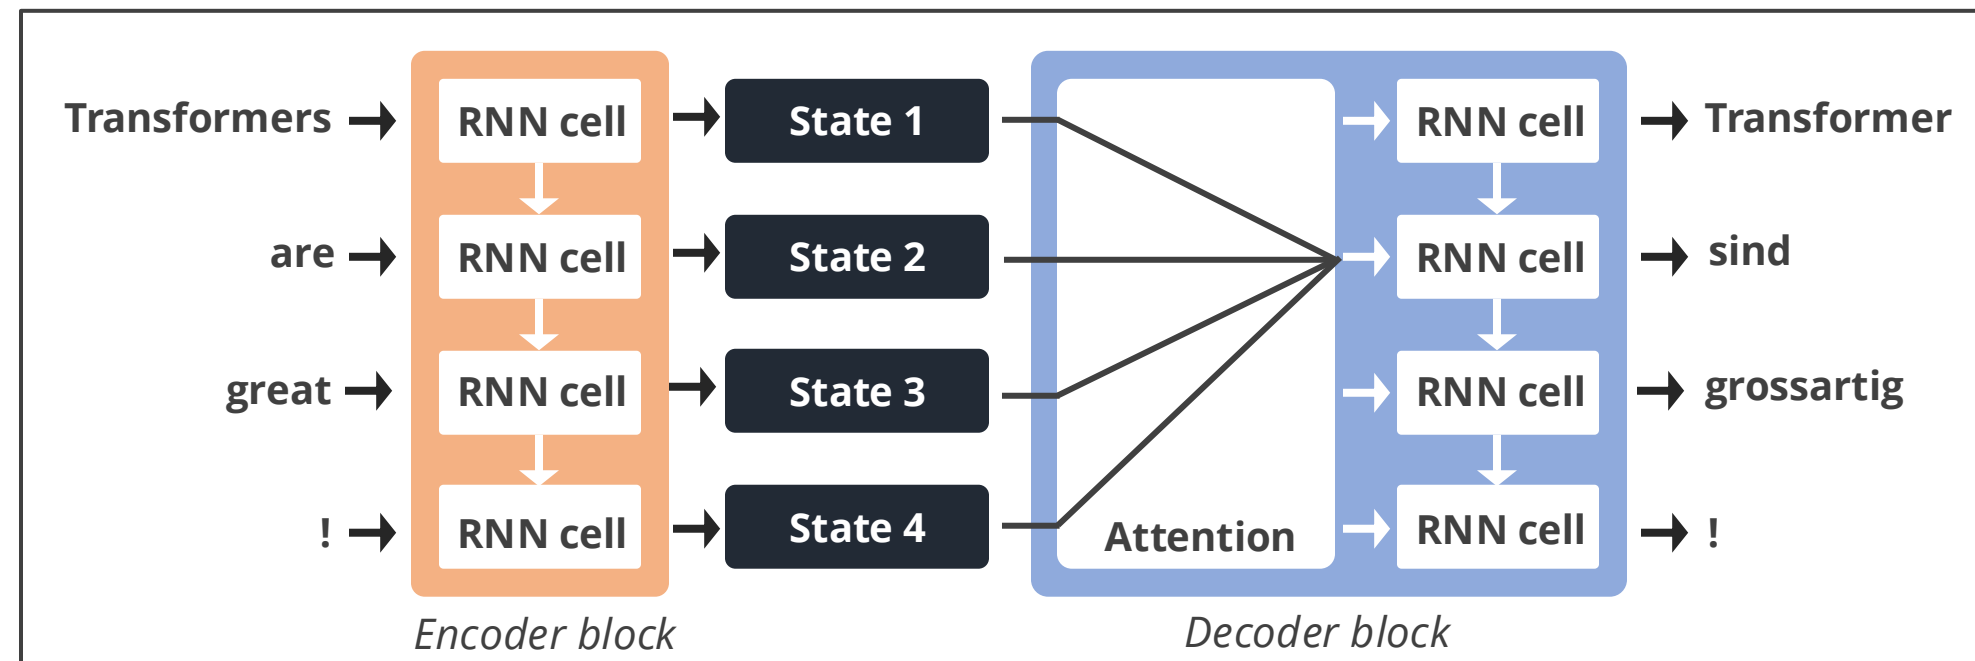 Transformers
RNN cell
State 1
RNN cell
Transformer
are
RNN cell
State 2
RNN cell
sind
great
RNN cell
State 3
RNN cell
grossartig
!
RNN cell
State 4
Attention
RNN cell
!
Encoder block
Decoder block